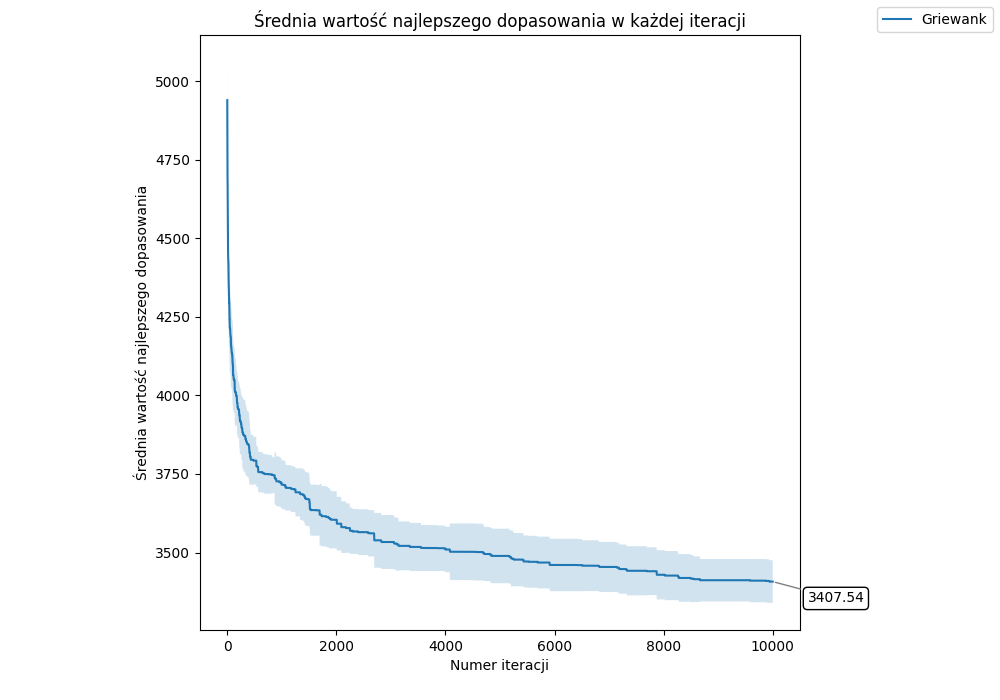 Średnia wartość najlepszego dopasowania w każdej iteracji
Griewank
Średnia wartość najlepszego dopasowania
5000
4750
4500
4250
4000
3750
3500
3407.54
0 2000 4000 6000 8000 10000
Numer iteracji